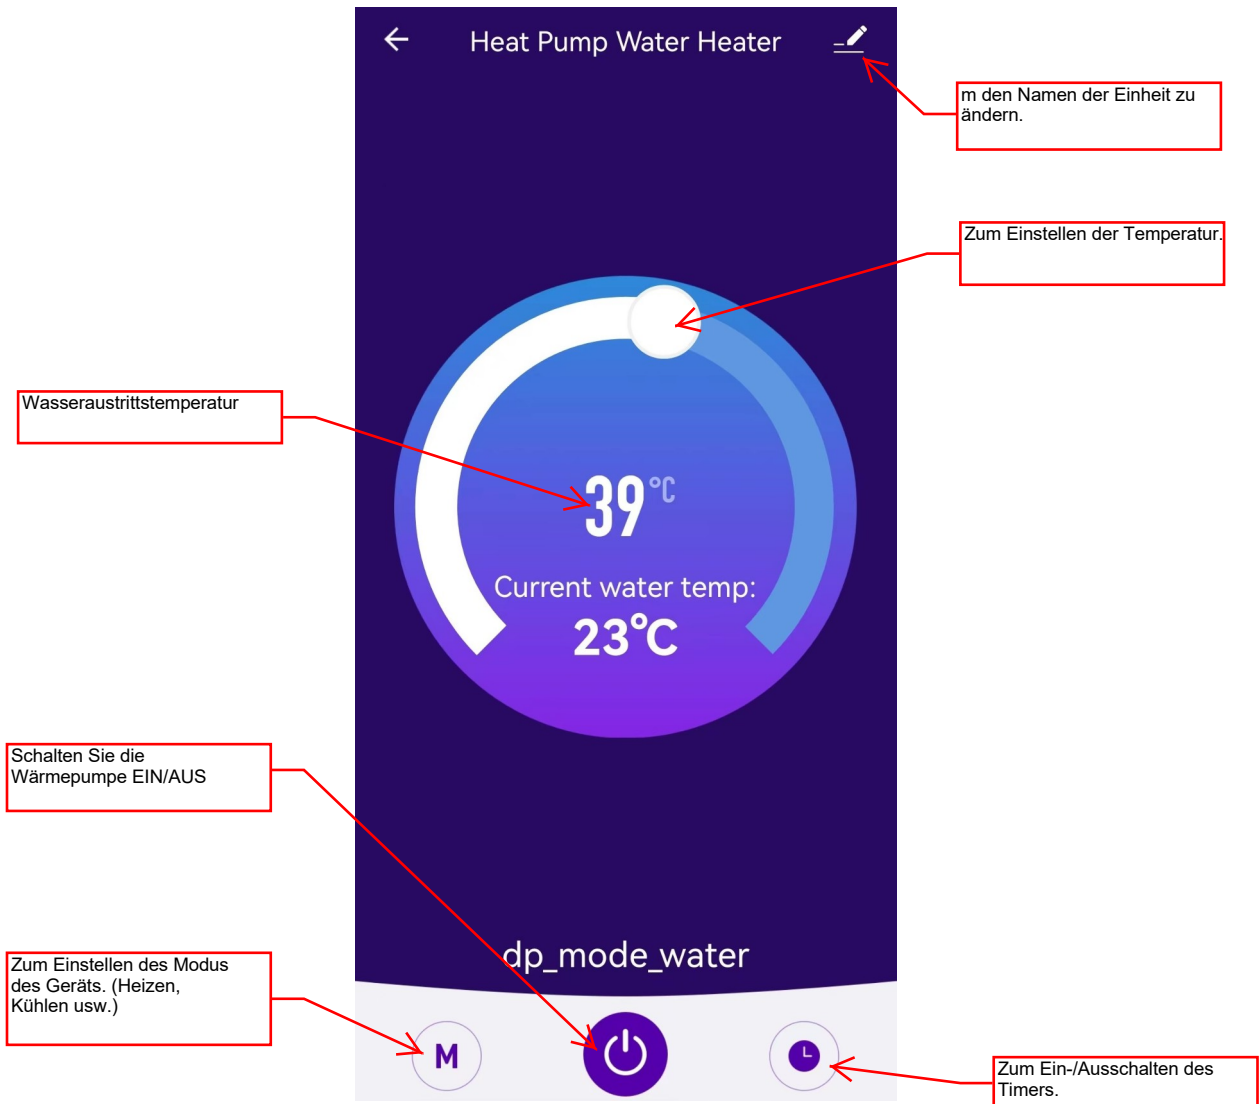 Heat Pump Water Heater
m den Namen der Einheit zu
ändern.
Zum Einstellen der Temperatur.
Wasseraustrittstemperatur
39°C
Current water temp:
23°C
Schalten Sie die
Wärmepumpe EIN/AUS
dp_mode_water
Zum Einstellen des Modus
des Geräts. (Heizen,
Kühlen usw.)
M
Zum Ein-/Ausschalten des
Timers.